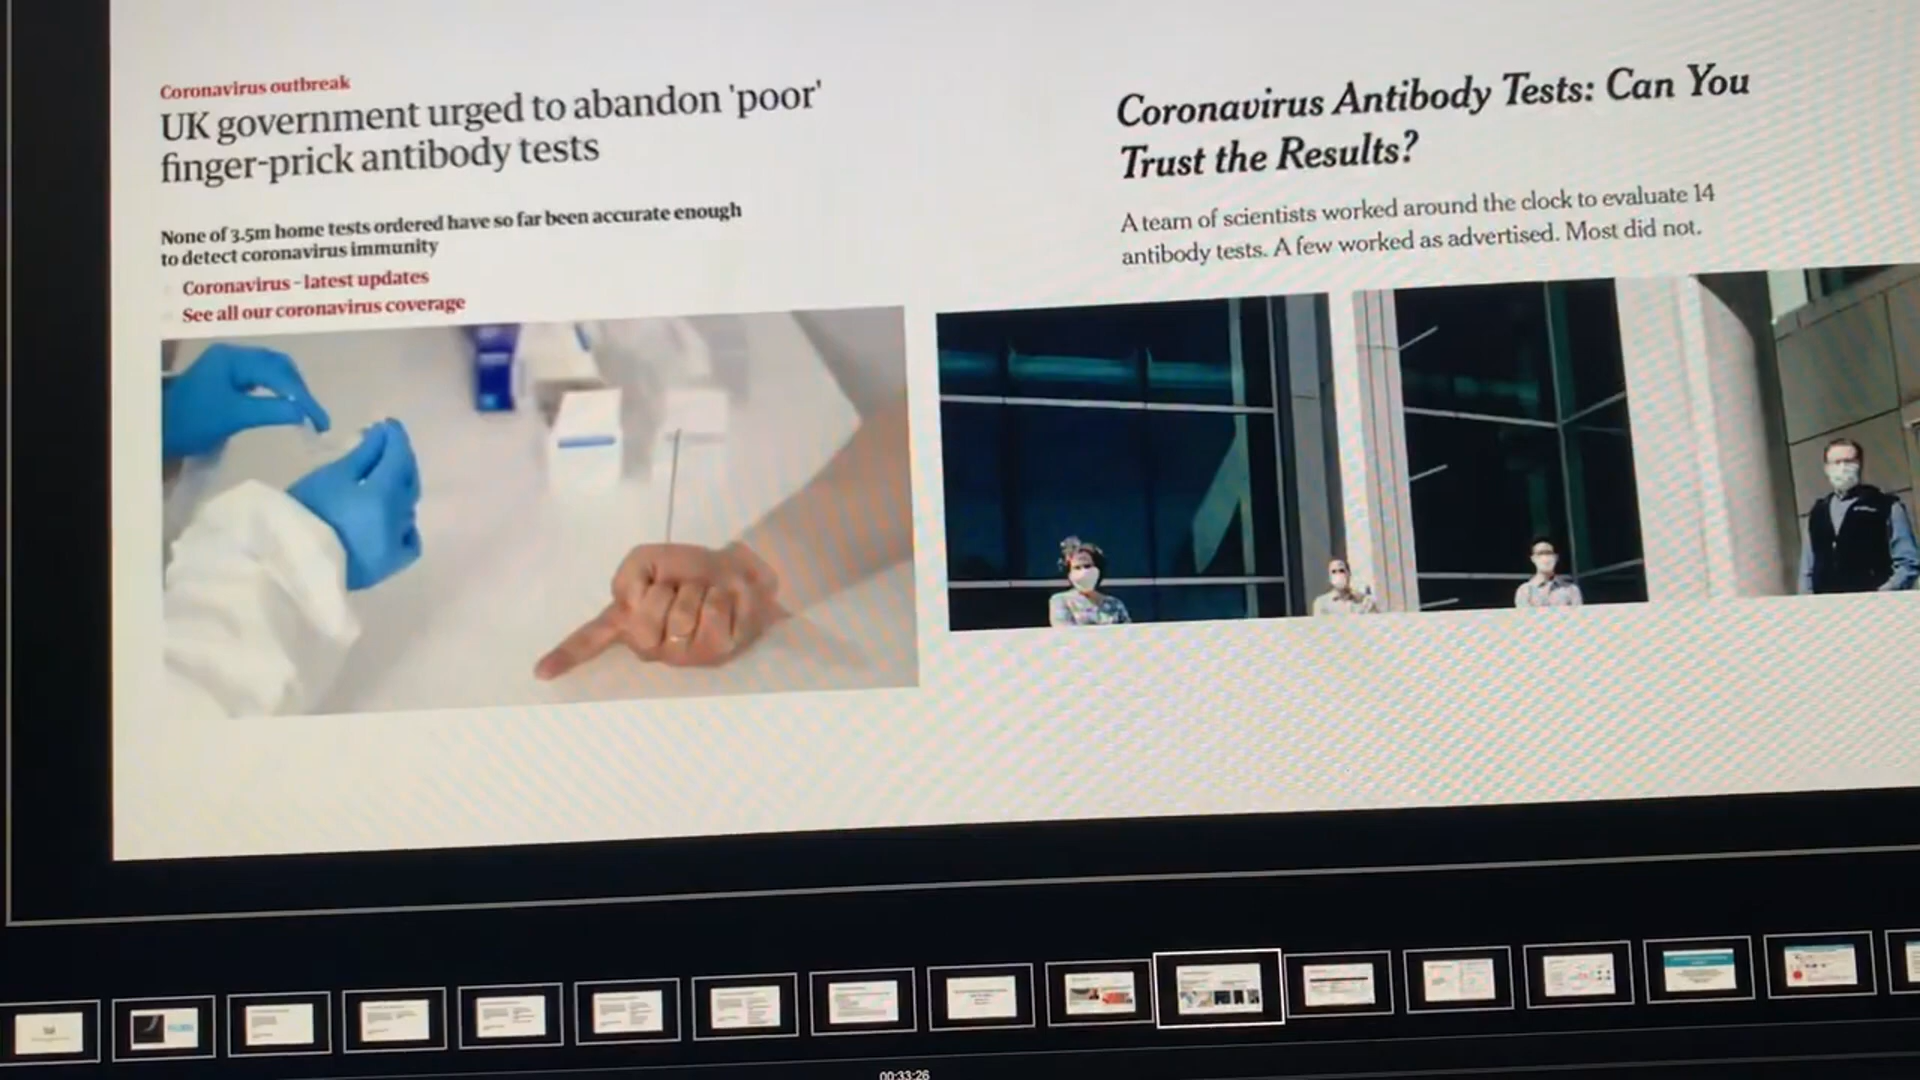 Coronavirus outbreak
UK government urged to abandon 'poor'
finger-prick antibody tests
None of 3.5m home tests ordered have so far been accurate enough
to detect coronavirus immunity
Coronavirus - latest updates
See all our coronavirus coverage
Coronavirus Antibody Tests: Can You
Trust the Results?
A team of scientists worked around the clock to evaluate 14
antibody tests. A few worked as advertised. Most did not.
00:33:26